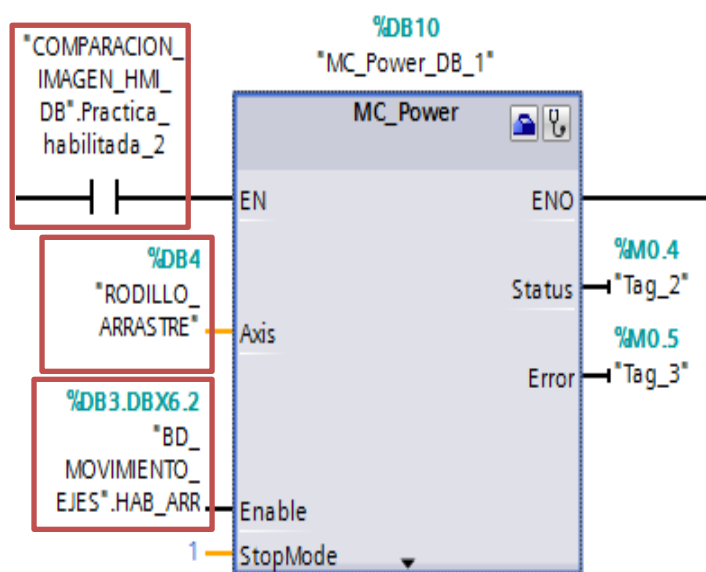 "COMPARACION_
IMAGEN_HMI_
DB".Practica_
habilitada_2
%DB10
"MC_Power_DB_1"
MC_Power
EN
ENO
%DB4
"RODILLO_
ARRASTRE"
Axis
%M0.4
Status
"Tag_2"
%M0.5
Error
"Tag_3"
%DB3.DBX6.2
"BD_
MOVIMIENTO_
EJES".HAB_ARR
Enable
1
StopMode